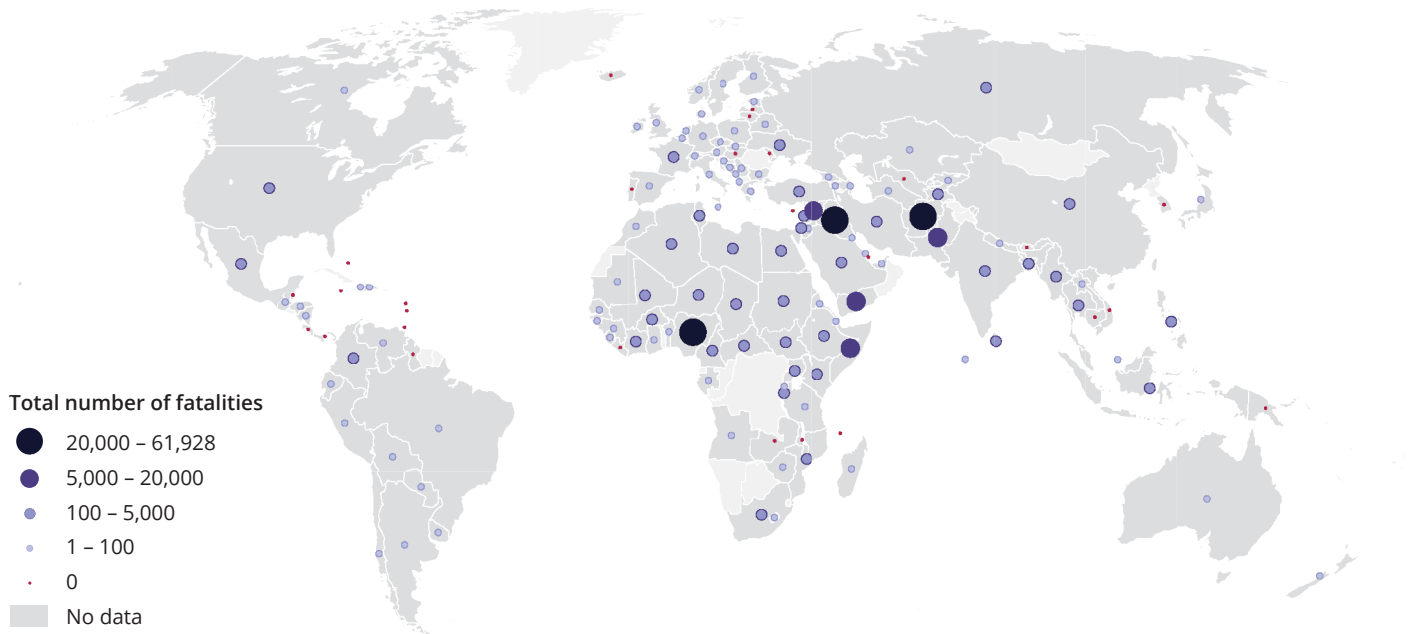 Total number of fatalities
20,000 – 61,928
5,000 – 20,000
100 – 5,000
1 – 100
0
No data